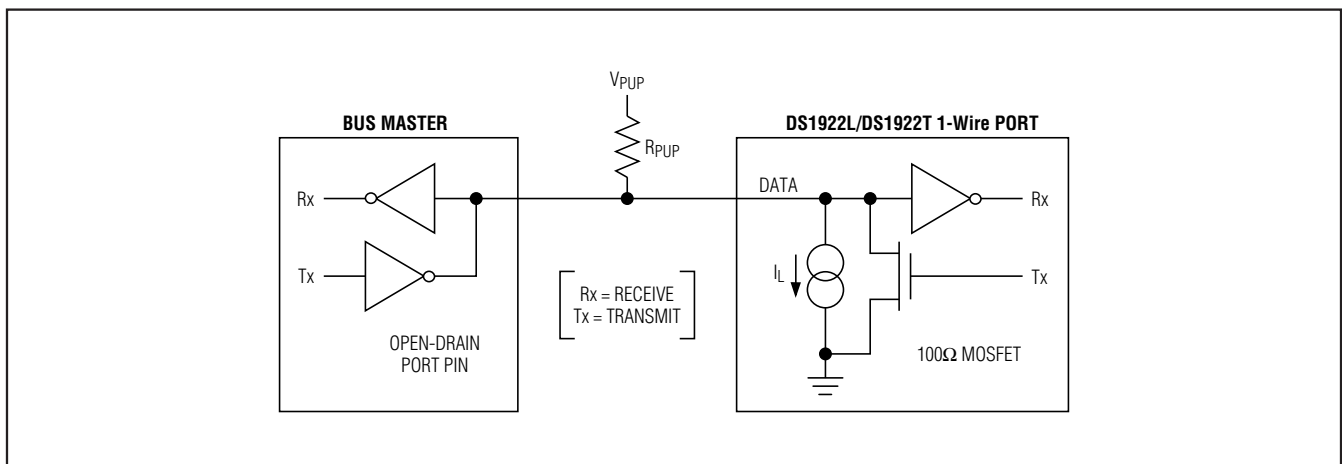 VPUP
BUS MASTER
DS1922L/DS1922T 1-Wire PORT
RPUP
Rx
DATA
Rx
Tx
IL
Tx
Rx = RECEIVE
Tx = TRANSMIT
OPEN-DRAIN
PORT PIN
100Ω MOSFET